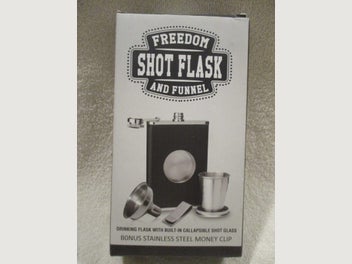 FREEDOM
SHOT FLASK
AND FUNNEL
DRINKING FLASK WITH BUILT-IN CALLAPSIBLE SHOT GLASS
BONUS STAINLESS STEEL MONEY CLIP